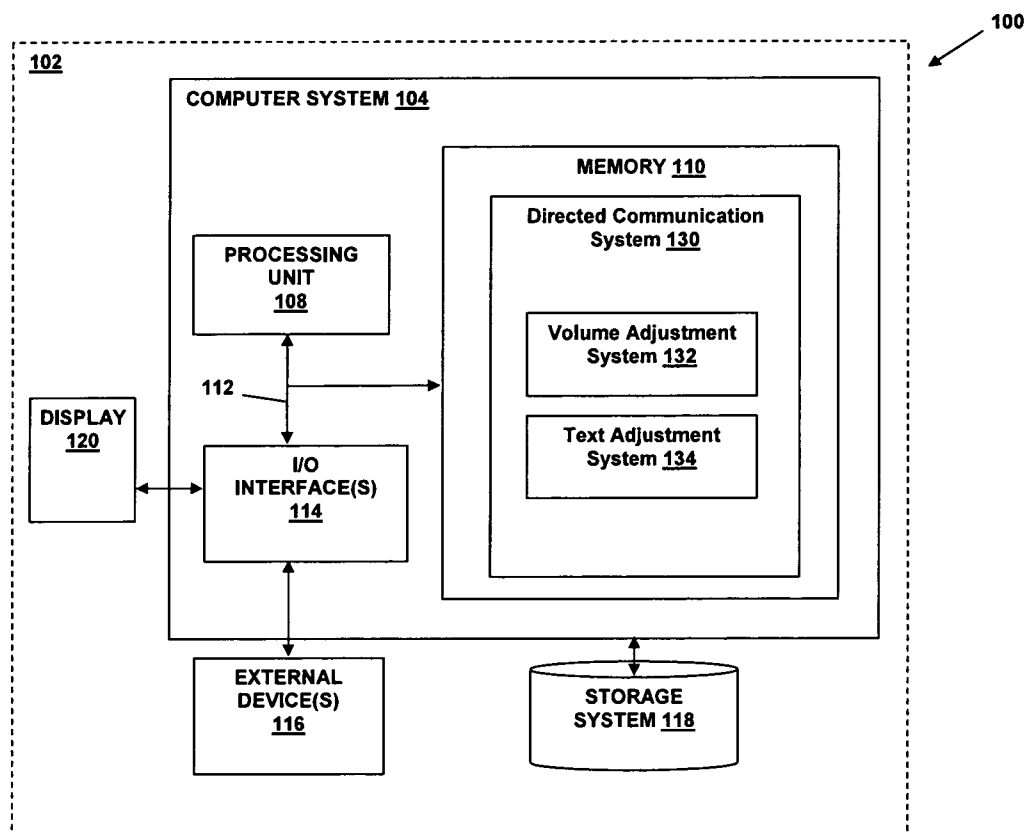 100
102
COMPUTER SYSTEM 104
MEMORY 110
Directed Communication
System 130
PROCESSING
UNIT
108
Volume Adjustment
System 132
112
DISPLAY
120
Text Adjustment
System 134
I/O
INTERFACE(S)
114
EXTERNAL
DEVICE(S)
116
STORAGE
SYSTEM 118